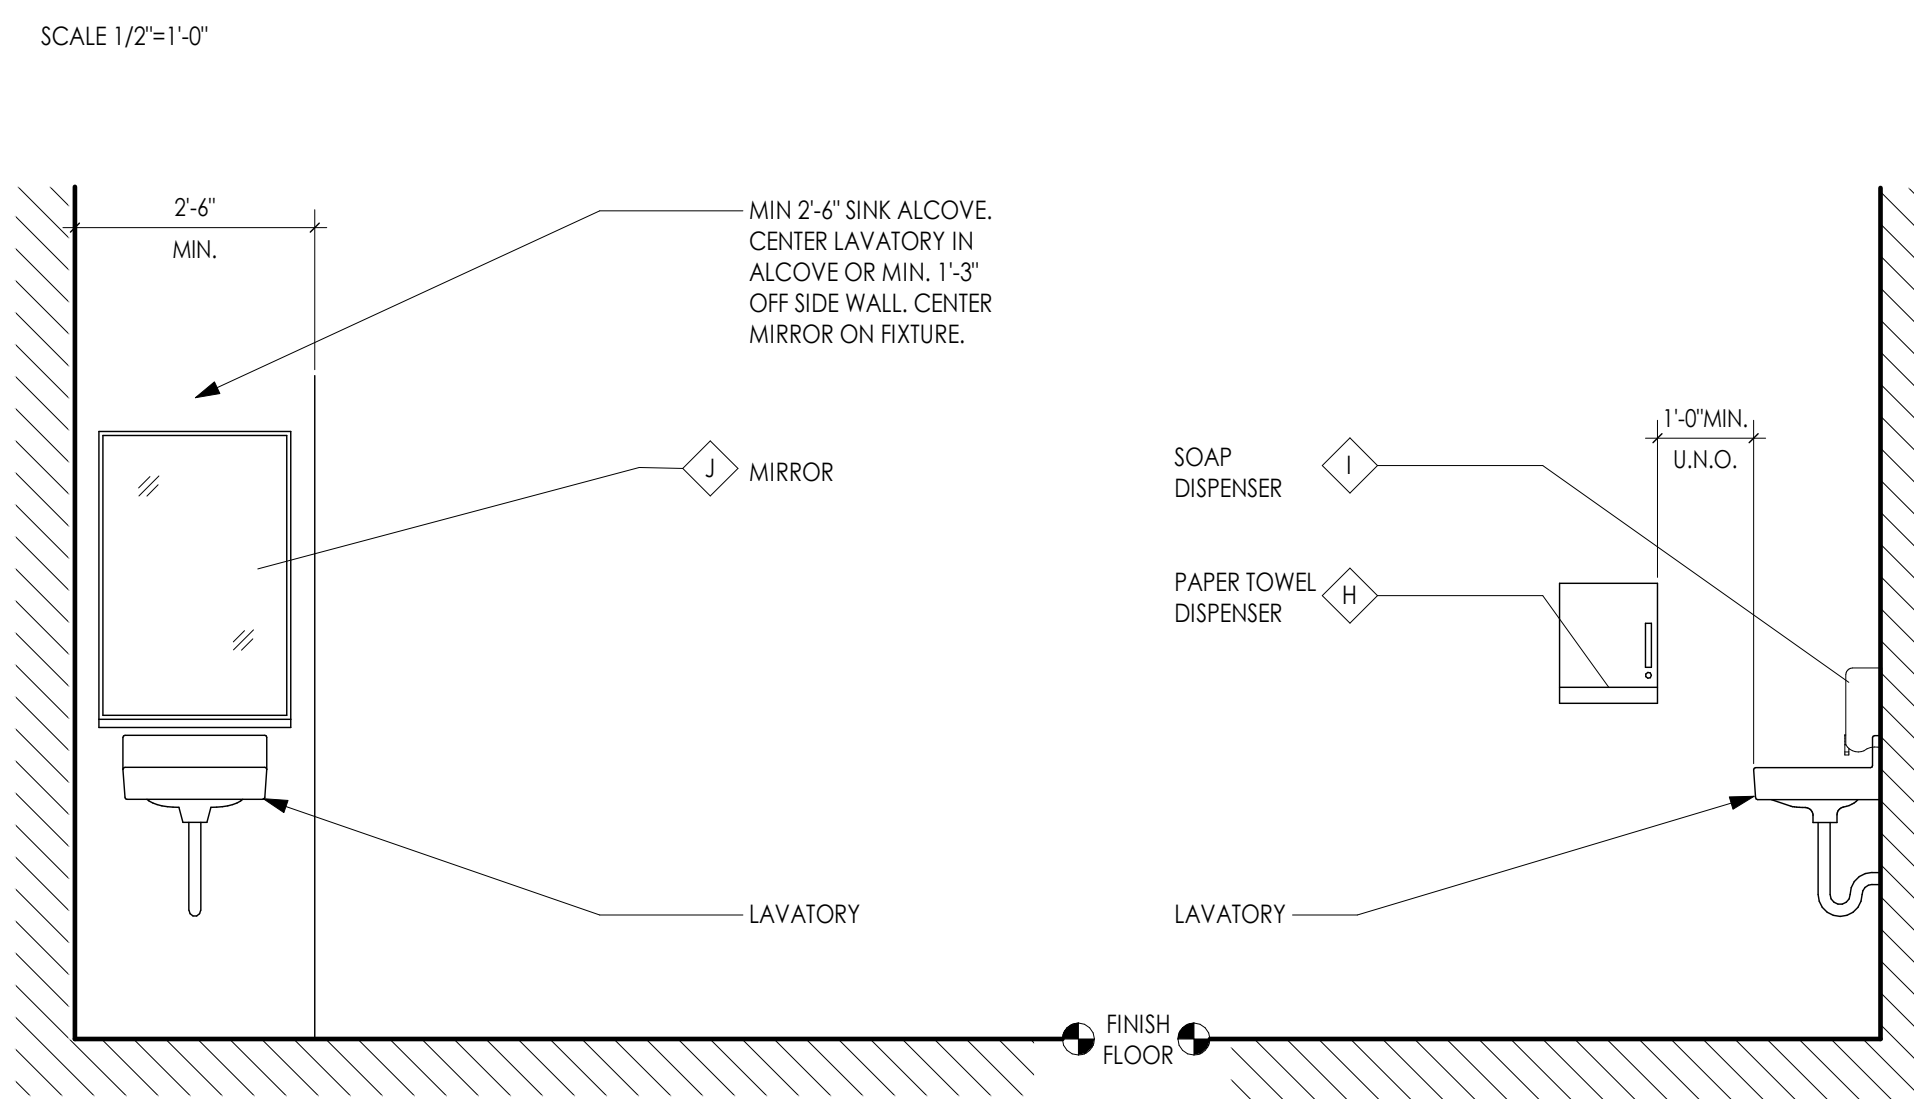 SCALE 1/2"=1'-0"
2'-6"
MIN.
MIN 2'-6" SINK ALCOVE.
CENTER LAVATORY IN
ALCOVE OR MIN. 1'-3"
OFF SIDE WALL. CENTER
MIRROR ON FIXTURE.
J
MIRROR
LAVATORY
1'-0"MIN.
U.N.O.
SOAP
DISPENSER
I
PAPER TOWEL
DISPENSER
H
LAVATORY
FINISH
FLOOR